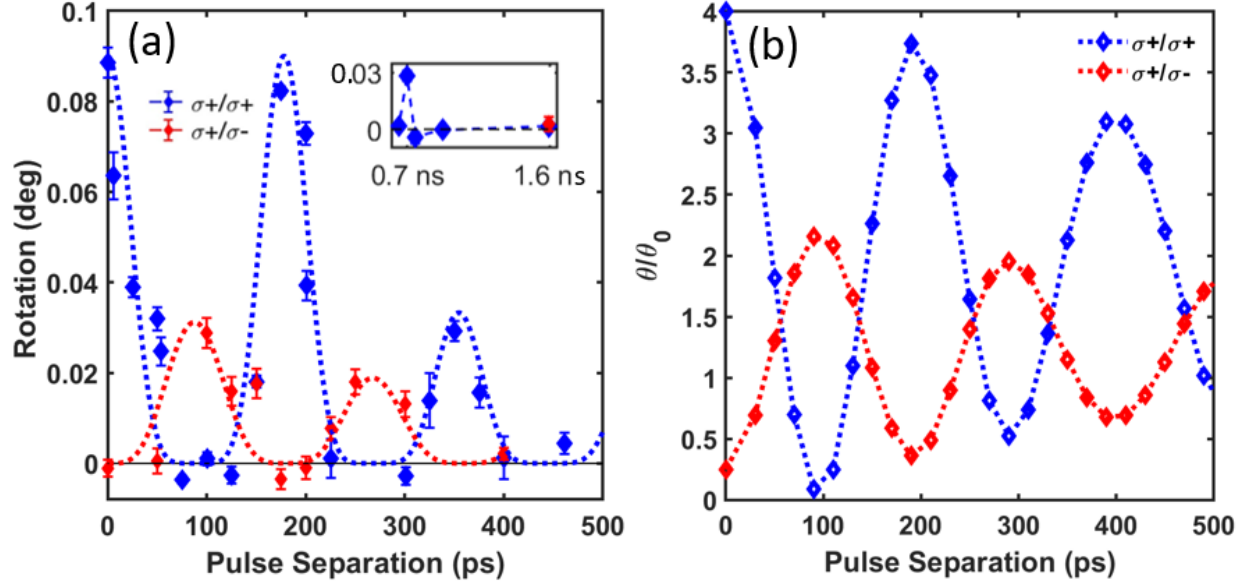 (a)
0.1
0.08
0.06
0.04
0.02
0
Rotation (deg)
σ+/σ+
σ+/σ-
0.03
0
0.7 ns
1.6 ns
0 100 200 300 400 500
Pulse Separation (ps)
(b)
4
3.5
3
2.5
2
1.5
1
0.5
0
θ/θ0
σ+/σ+
σ+/σ-
0 100 200 300 400 500
Pulse Separation (ps)